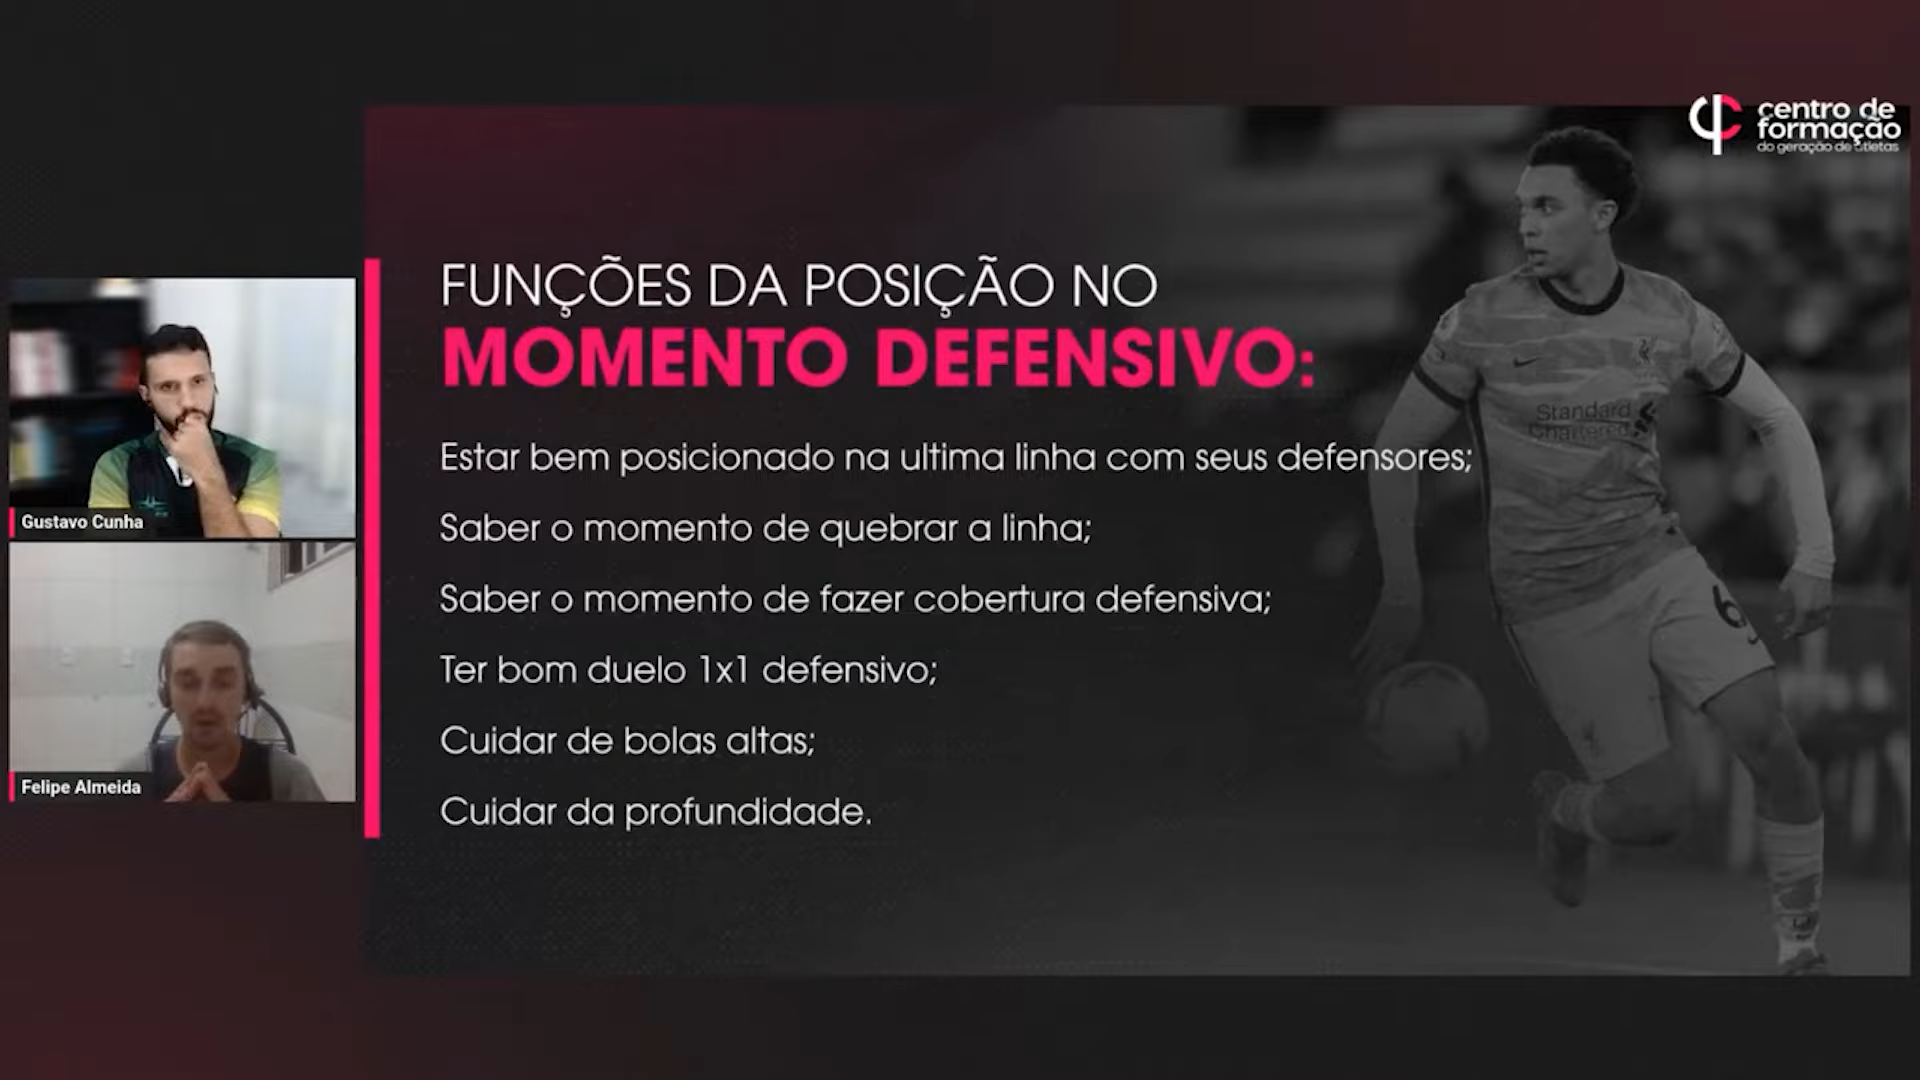 centro de
formação
do geração de atletas
FUNÇÕES DA POSIÇÃO NO
MOMENTO DEFENSIVO:
Estar bem posicionado na ultima linha com seus defensores;
Saber o momento de quebrar a linha;
Saber o momento de fazer cobertura defensiva;
Ter bom duelo 1x1 defensivo;
Cuidar de bolas altas;
Cuidar da profundidade.
Gustavo Cunha
Felipe Almeida
Standard
Chartered
6